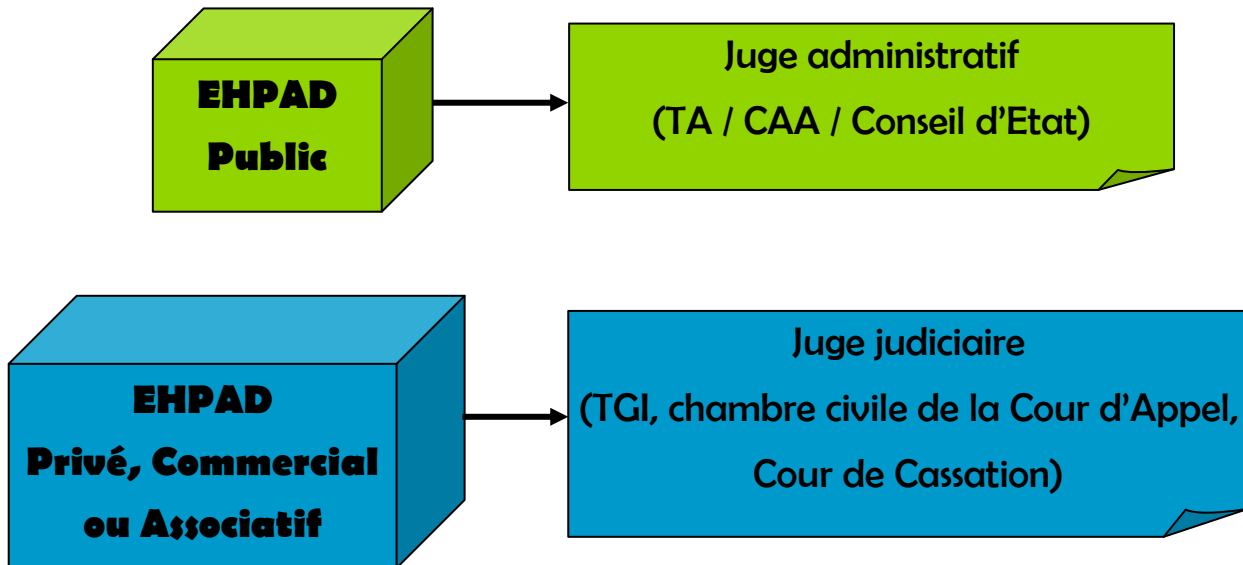 EHPAD
Public
Juge administratif
(TA / CAA / Conseil d’Etat)
EHPAD
Privé, Commercial
ou Associatif
Juge judiciaire
(TGI, chambre civile de la Cour d’Appel,
Cour de Cassation)